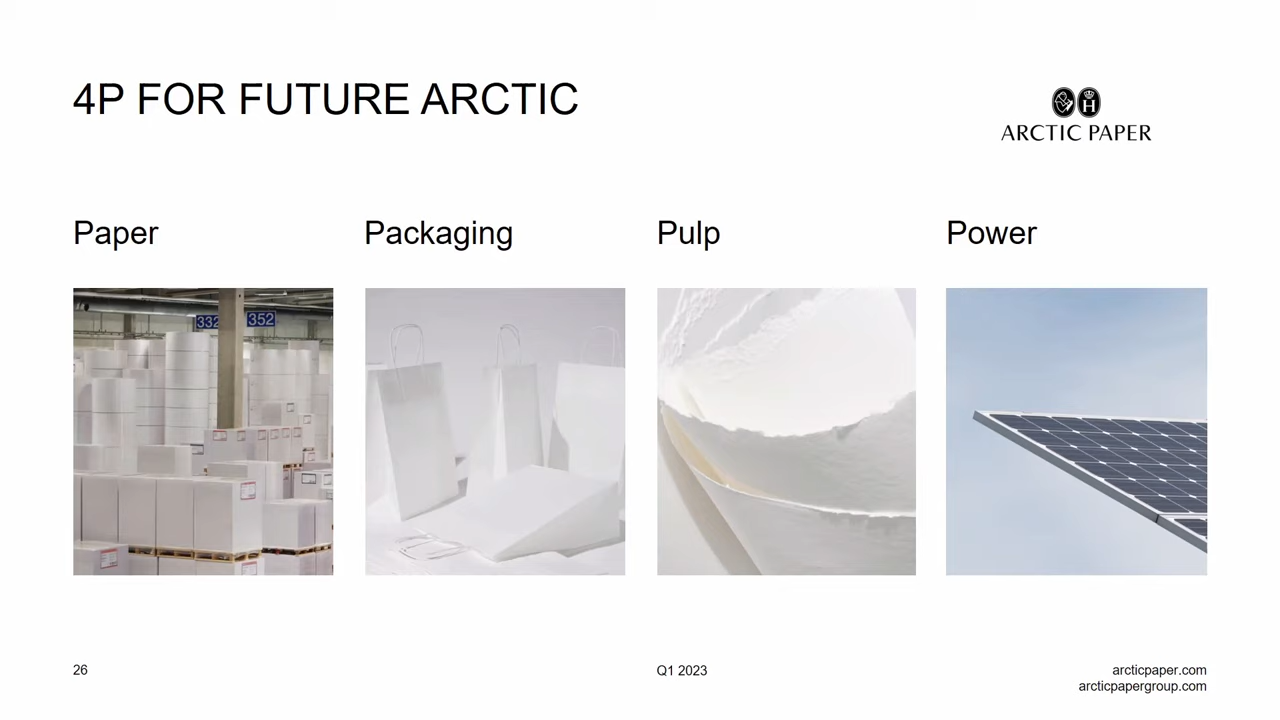 4P FOR FUTURE ARCTIC
H
ARCTIC PAPER
Paper
Packaging
Pulp
Power
332
352
26
Q1 2023
arcticpaper.com
arcticpapergroup.com